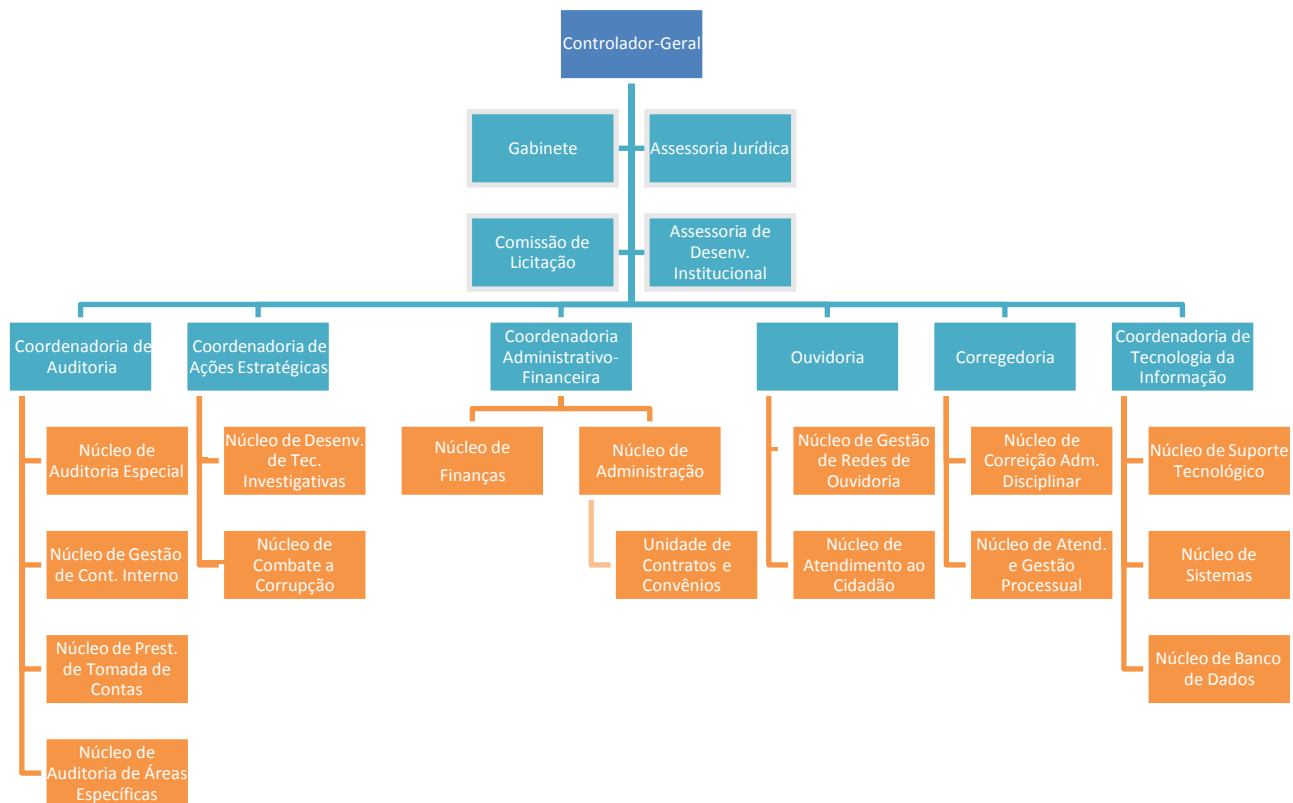 Controlador-Geral
Gabinete
Assessoria Jurídica
Comissão de
Licitação
Assessoria de
Desenv.
Institucional
Coordenadoria de
Auditoria
Coordenadoria de
Ações Estratégicas
Coordenadoria
Administrativo-
Financeira
Ouvidoria
Corregedoria
Coordenadoria de
Tecnologia da
Informação
Núcleo de
Auditoria Especial
Núcleo de Desenv.
de Tec.
Investigativas
Núcleo de
Finanças
Núcleo de
Administração
Núcleo de Gestão
de Redes de
Ouvidoria
Núcleo de
Correição Adm.
Disciplinar
Núcleo de Suporte
Tecnológico
Núcleo de Gestão
de Cont. Interno
Núcleo de
Combate a
Corrupção
Unidade de
Contratos e
Convênios
Núcleo de
Atendimento ao
Cidadão
Núcleo de Atend.
e Gestão
Processual
Núcleo de
Sistemas
Núcleo de Prest.
de Tomada de
Contas
Núcleo de Banco
de Dados
Núcleo de
Auditoria de Áreas
Específicas